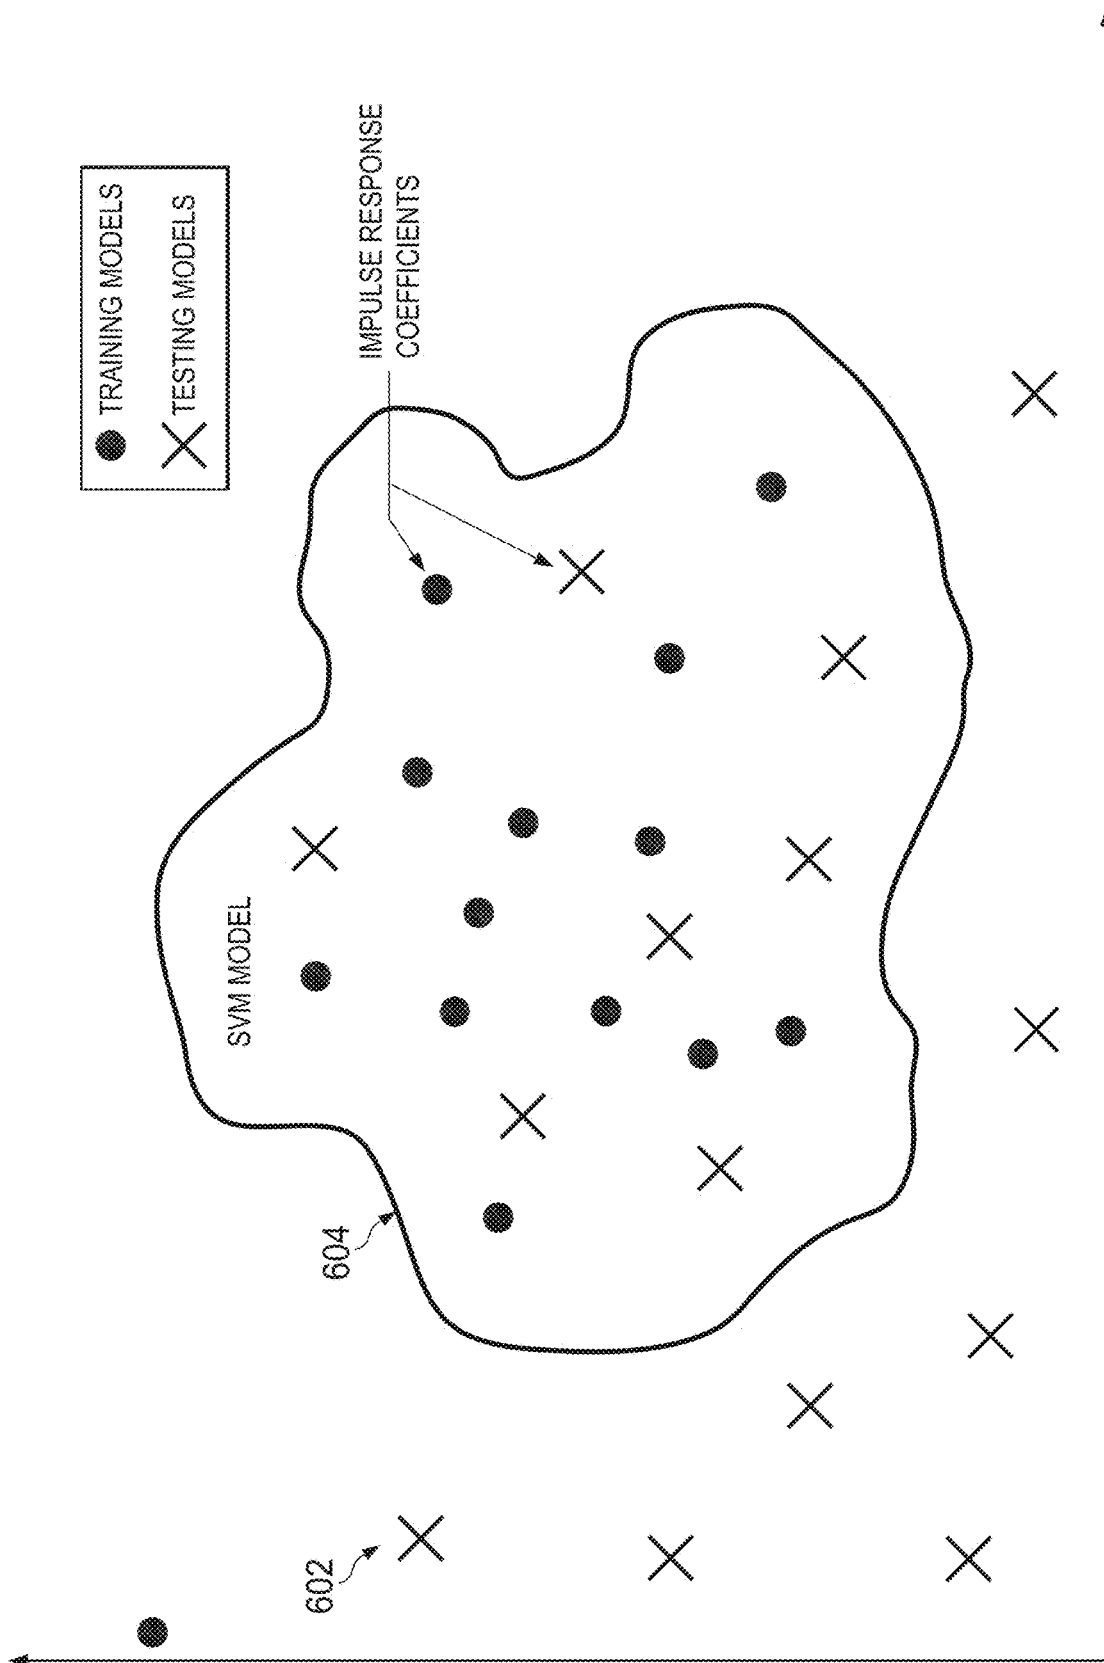 TRAINING MODELS
TESTING MODELS
IMPULSE RESPONSE
COEFFICIENTS
SVM MODEL
604
602